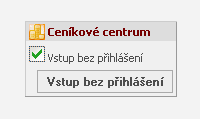 Ceníkové centrum
Vstup bez přihlášení
Vstup bez přihlášení